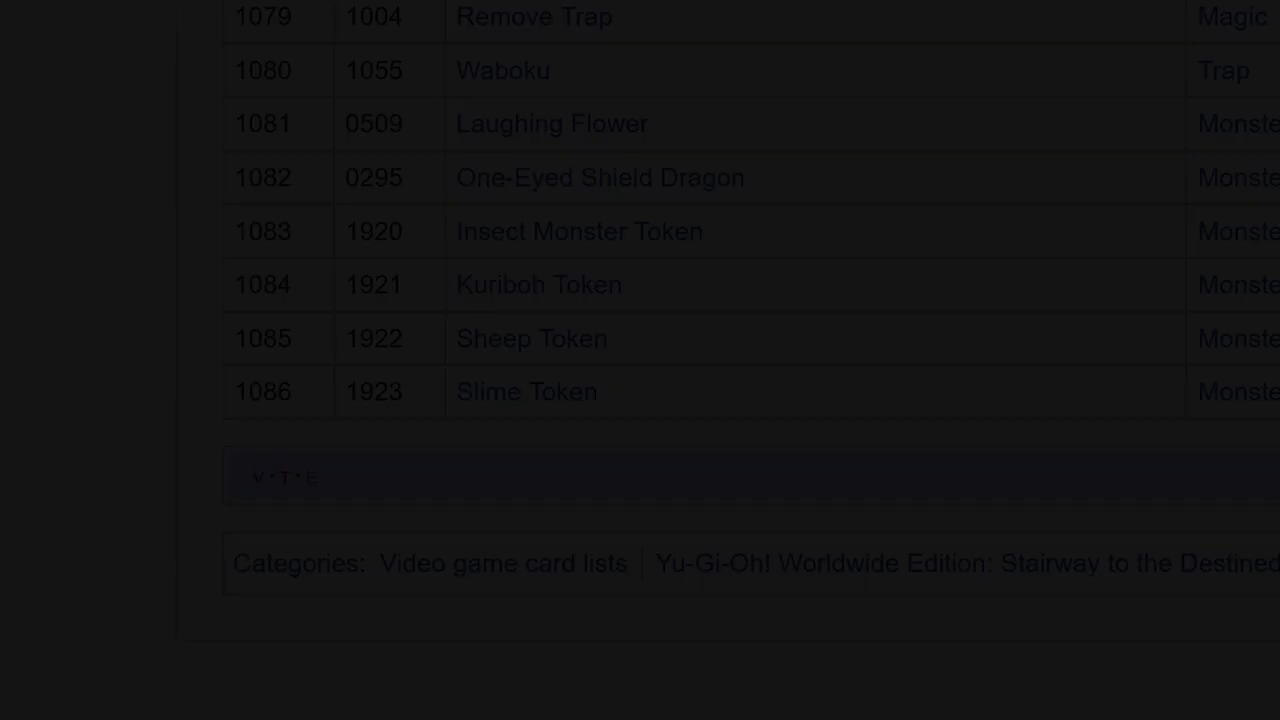 1079 1004 Remove Trap Magic
1080 1055 Waboku Trap
1081 0509 Laughing Flower Monste
1082 0295 One-Eyed Shield Dragon Monste
1083 1920 Insect Monster Token Monste
1084 1921 Kuriboh Token Monste
1085 1922 Sheep Token Monste
1086 1923 Slime Token Monste
V · T · E
Categories: Video game card lists Yu-Gi-Oh! Worldwide Edition: Stairway to the Destined